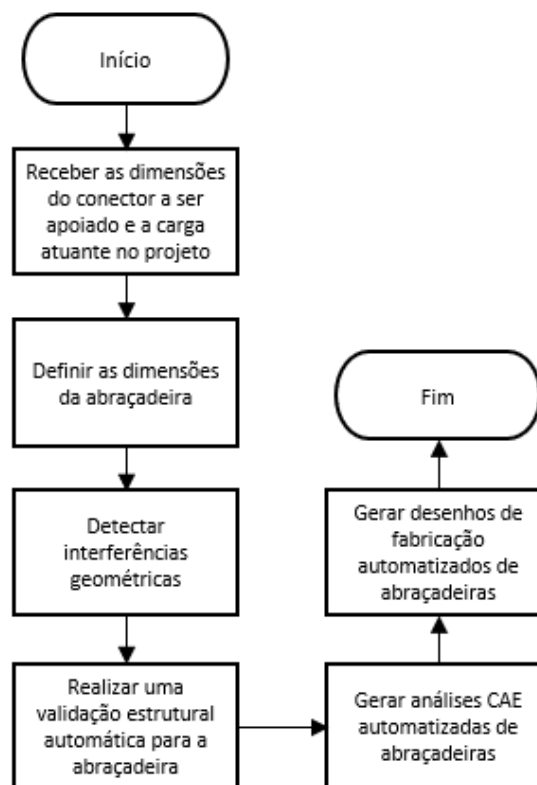 Início
Receber as dimensões
do conector a ser
apoiado e a carga
atuante no projeto
Definir as dimensões
da abraçadeira
Detectar
interferências
geométricas
Realizar uma
validação estrutural
automática para a
abraçadeira
Gerar análises CAE
automatizadas de
abraçadeiras
Gerar desenhos de
fabricação
automatizados de
abraçadeiras
Fim